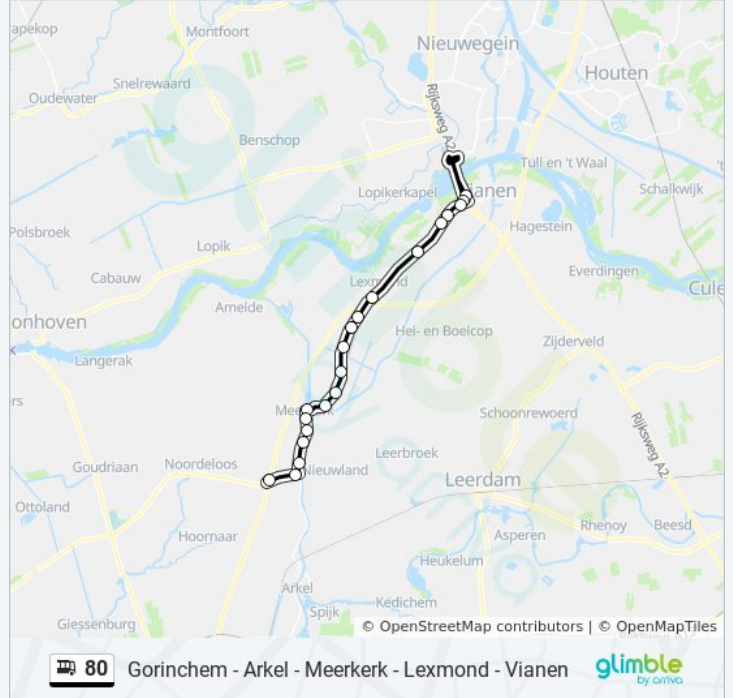 rapekop
Montfoort
Nieuwegein
Houten
Snelrewaard
Oudewater
Rijksweg A2
Benschop
Tull en 't Waal
Lopikerkapel
Vianen
Schalkwijk
Polsbroek
Hagestein
Lopik
Everdingen
Cabauw
Lexmond
Cule
Ameide
onhoven
Hei- en Boeicop
Zijderveld
Langerak
Schoonrewoerd
Rijksweg A2
Leerbroek
Goudriaan
Noordeloos
Nieuwland
Leerdam
Ottoland
Rhenoy
Beesd
Hoornaar
Asperen
Heukelum
Arkel
Kedichem
Spijk
Giessenburg
© OpenStreetMap contributors | © OpenMapTiles
80 Gorinchem - Arkel - Meerkerk - Lexmond - Vianen
glimble
by arriva